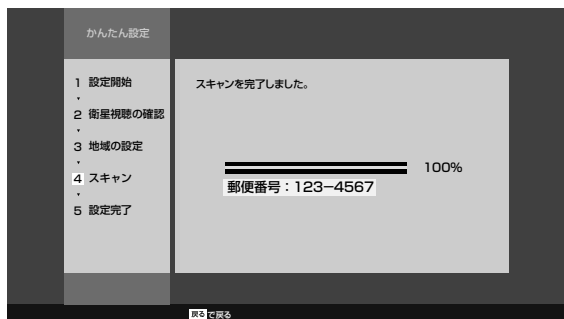 かんたん設定
1 設定開始
2 衛星視聴の確認
3 地域の設定
4 スキャン
5 設定完了
スキャンを完了しました。
100%
郵便番号：123−4567
戻る で戻る